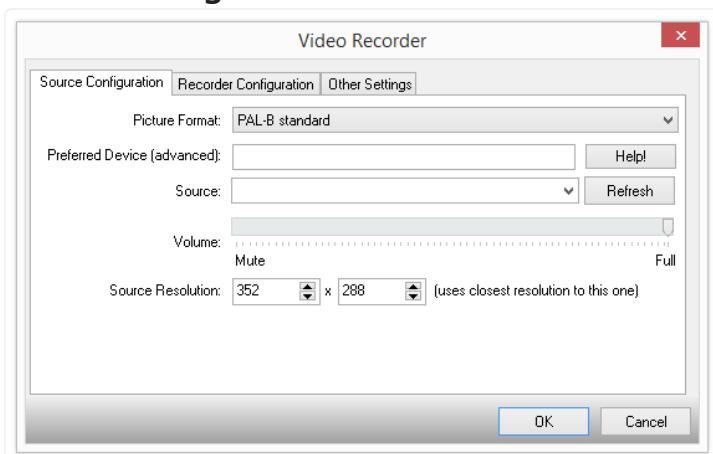 Video Recorder
Source Configuration Recorder Configuration Other Settings
Picture Format: PAL-B standard
Preferred Device (advanced): Help!
Source: Refresh
Volume:
Mute Full
Source Resolution: 352 x 288 (uses closest resolution to this one)
OK Cancel